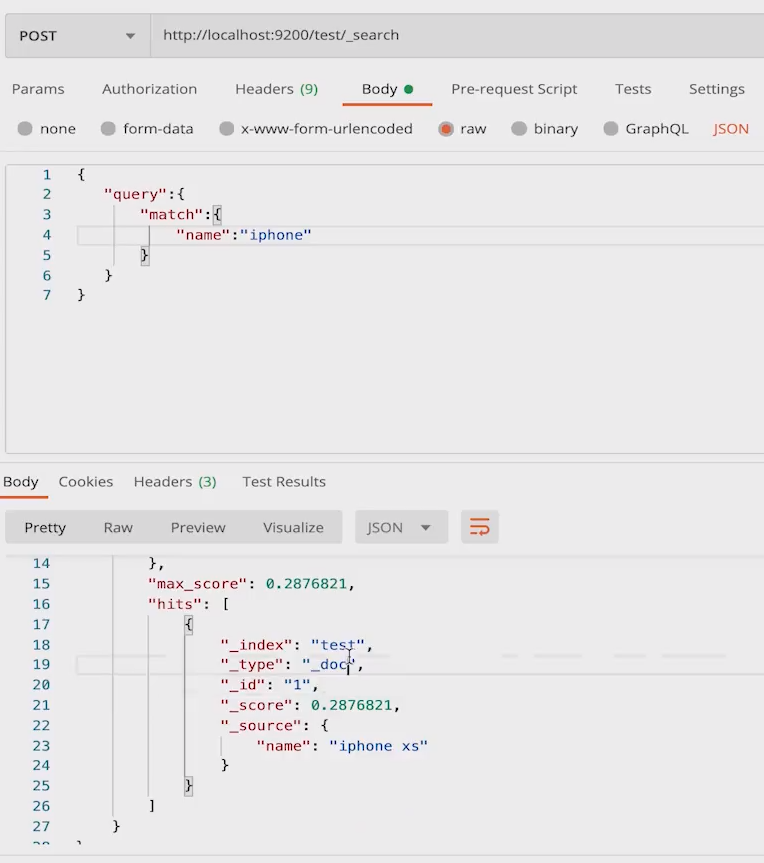 POST http://localhost:9200/test/_search
Params Authorization Headers (9) Body Pre-request Script Tests Settings
none form-data x-www-form-urlencoded raw binary GraphQL JSON
1 {
2 "query":{
3 "match":{
4 "name":"iphone"
5 }
6 }
7 }
Body Cookies Headers (3) Test Results
Pretty Raw Preview Visualize JSON
14 },
15 "max_score": 0.2876821,
16 "hits": [
17 {
18 "_index": "test",
19 "_type": "_doc",
20 "_id": "1",
21 "_score": 0.2876821,
22 "_source": {
23 "name": "iphone xs"
24 }
25 }
26 ]
27 }